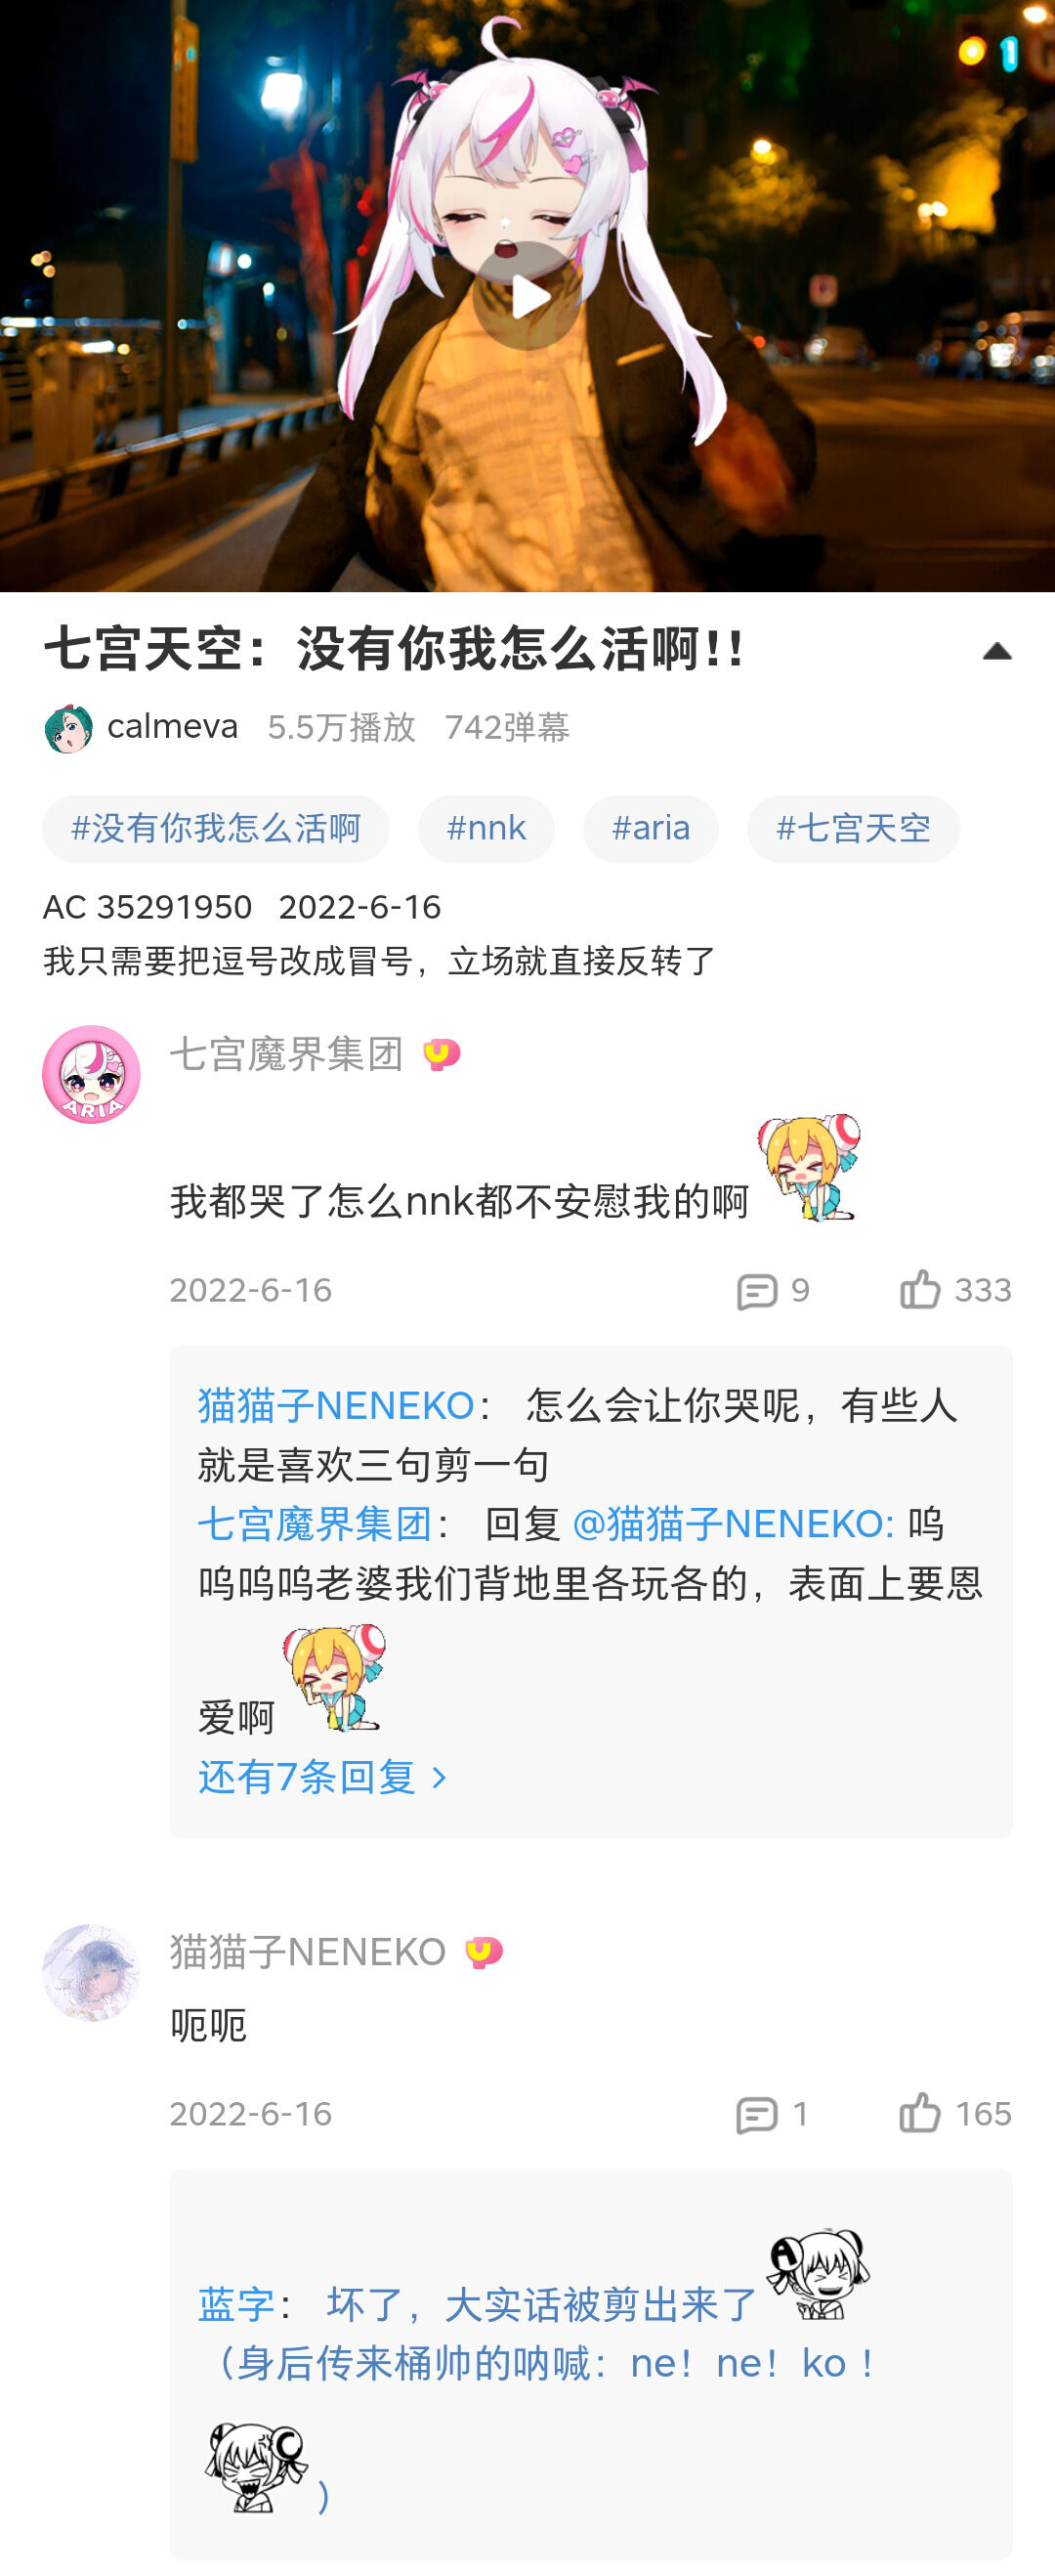 七宫天空：没有你我怎么活啊!!
calmeva 5.5万播放 742弹幕
#没有你我怎么活啊 #nnk #aria #七宫天空
AC 35291950 2022-6-16
我只需要把逗号改成冒号，立场就直接反转了
ARIA
七宫魔界集团
我都哭了怎么nnk都不安慰我的啊
2022-6-16 9 333
猫猫子NENEKO： 怎么会让你哭呢，有些人
就是喜欢三句剪一句
七宫魔界集团： 回复 @猫猫子NENEKO: 呜
呜呜呜老婆我们背地里各玩各的，表面上要恩
爱啊
还有7条回复 >
猫猫子NENEKO
呃呃
2022-6-16 1 165
蓝字： 坏了，大实话被剪出来了
（身后传来桶帅的呐喊：ne！ne！ko！
）